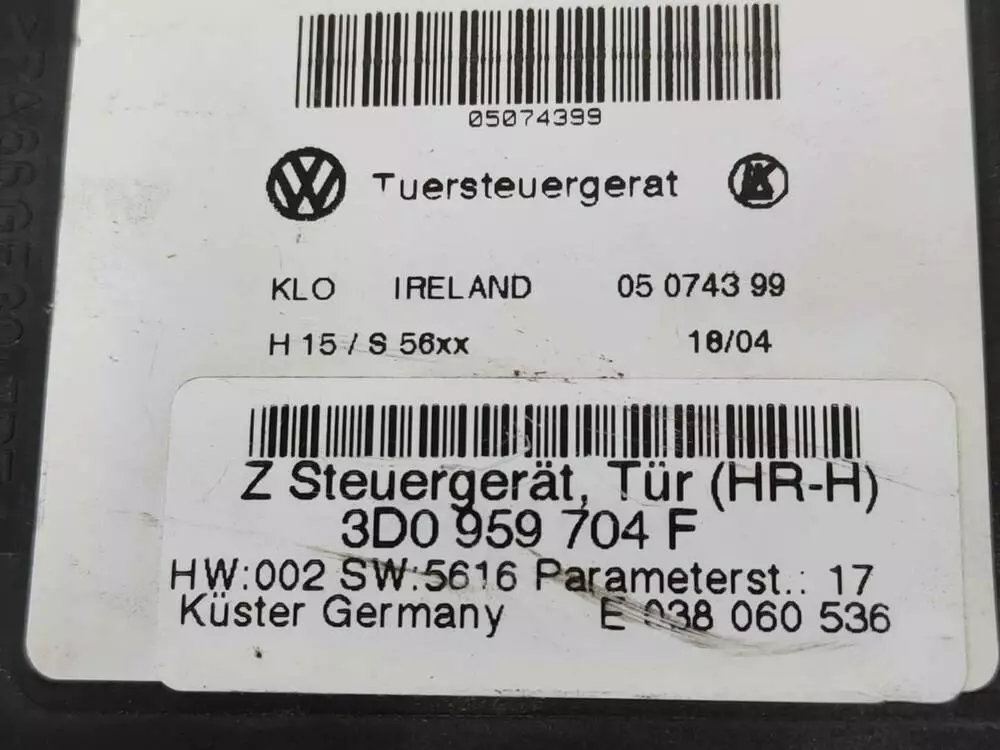 05074399
Tuersteuergerat
KLO IRELAND 05 0743 99
H 15 / S 56xx 18/04
Z Steuergerät, Tür (HR-H)
3D0 959 704 F
HW:002 SW:5616 Parameterst.: 17
Küster Germany E 038 060 536